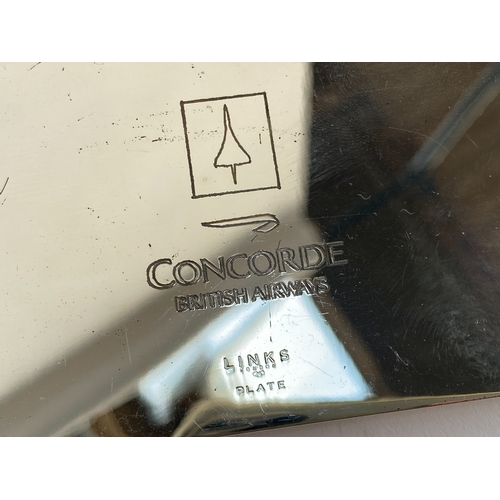 CONCORDE
BRITISH AIRWAYS
LINKS
PLATE